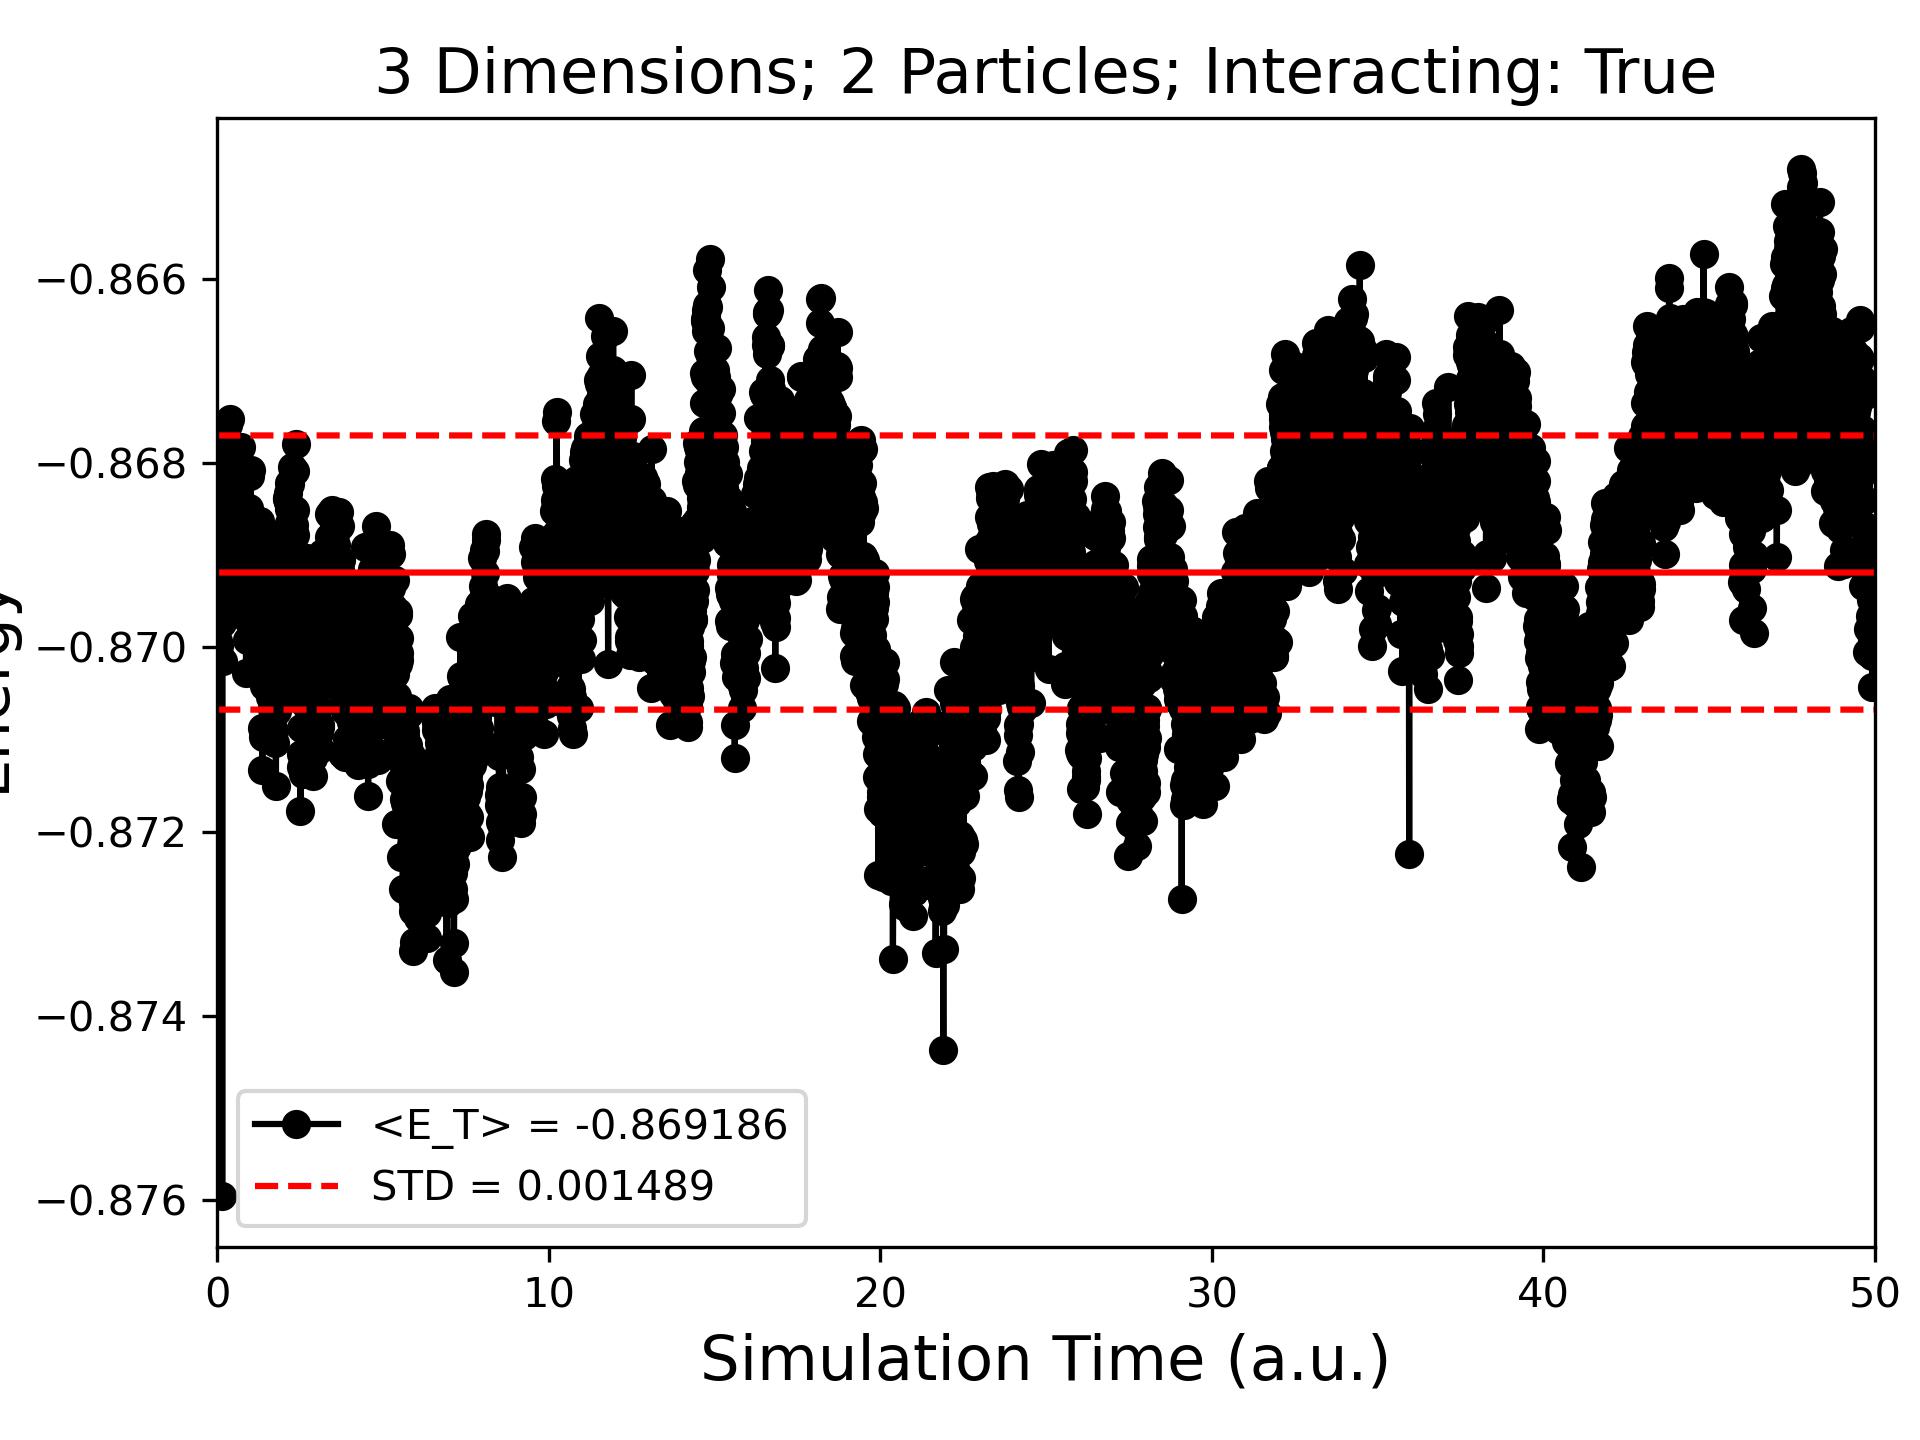 3 Dimensions; 2 Particles; Interacting: True
−0.866
−0.868
−0.870
−0.872
−0.874
−0.876
<E_T> = -0.869186
STD = 0.001489
0 10 20 30 40 50
Simulation Time (a.u.)
Energy